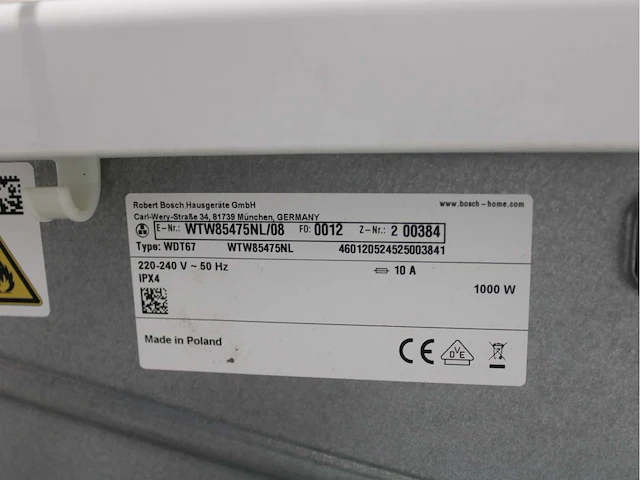 Robert Bosch Hausgeräte GmbH
www.bosch-home.com
Carl-Wery-Straße 34, 81739 München, GERMANY
E-Nr.: WTW85475NL/08 FD: 0012 Z-Nr.: 2 00384
Type: WDT67 WTW85475NL 460120524525003841
220-240 V ~ 50 Hz 10 A
IPX4
1000 W
Made in Poland
CE DVE